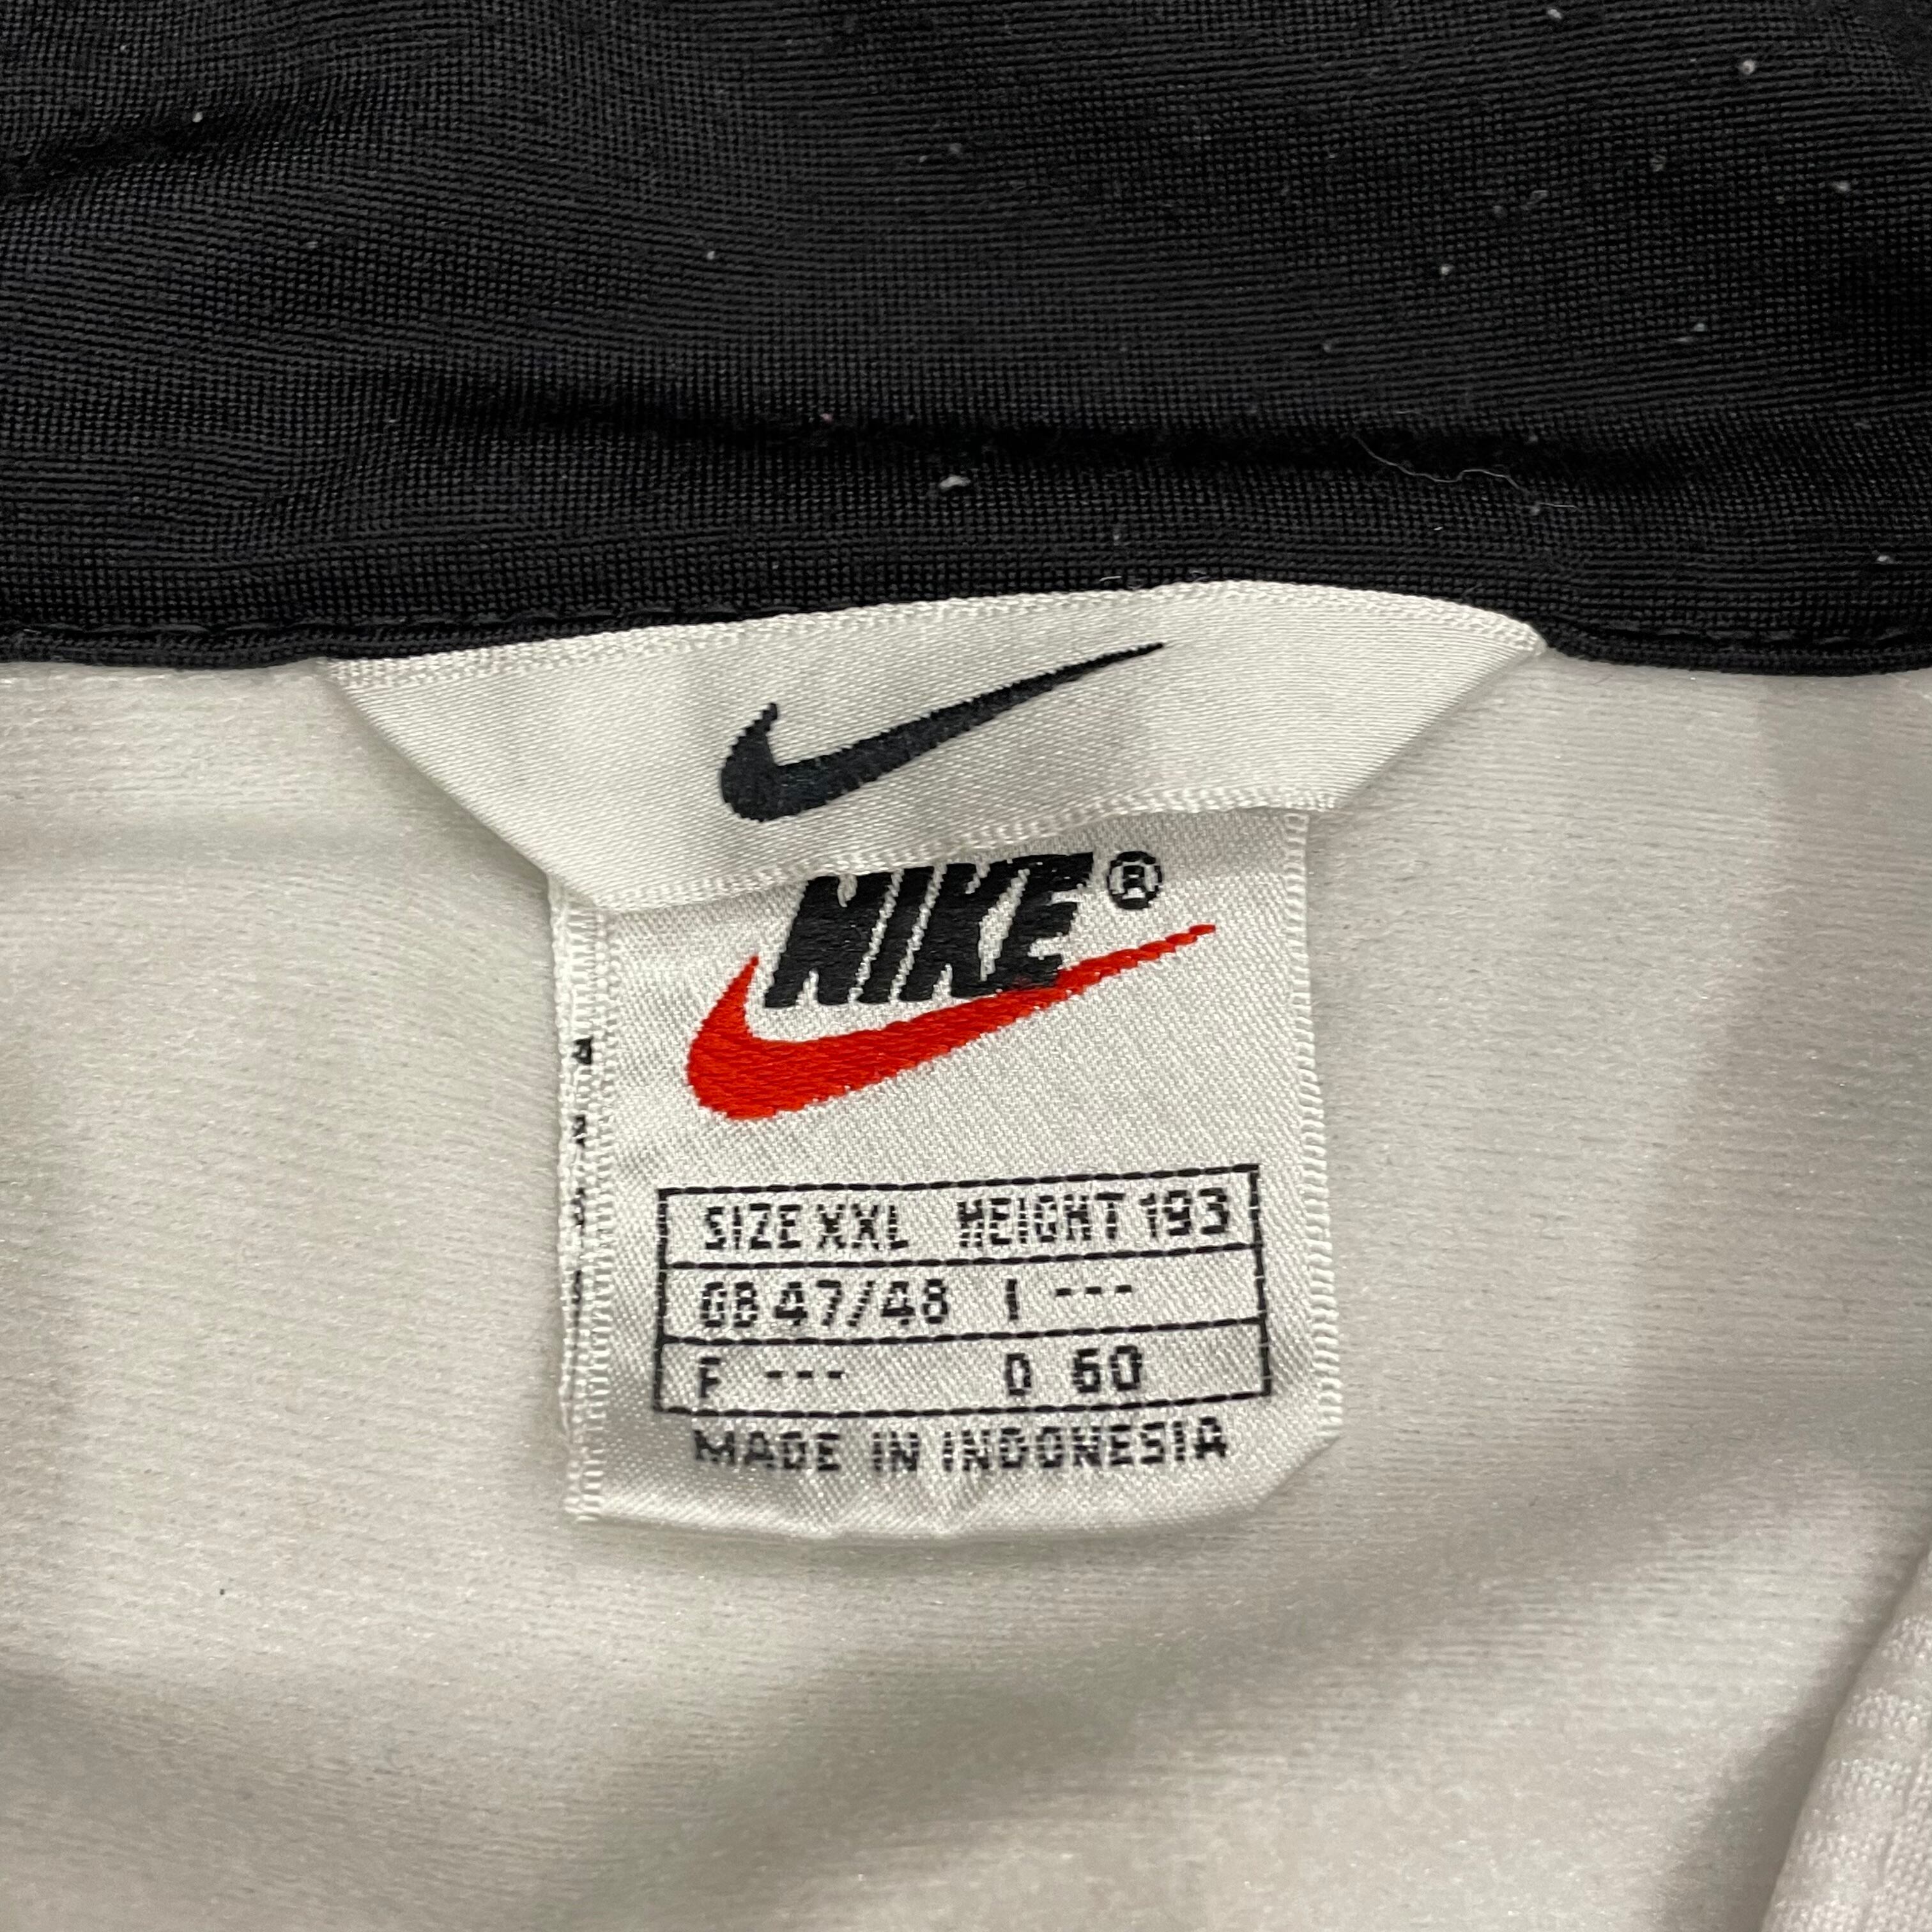 NIKE®
SIZE XXL HEIGHT 193
GB 47/48 I ---
F --- D 60
MADE IN INDONESIA